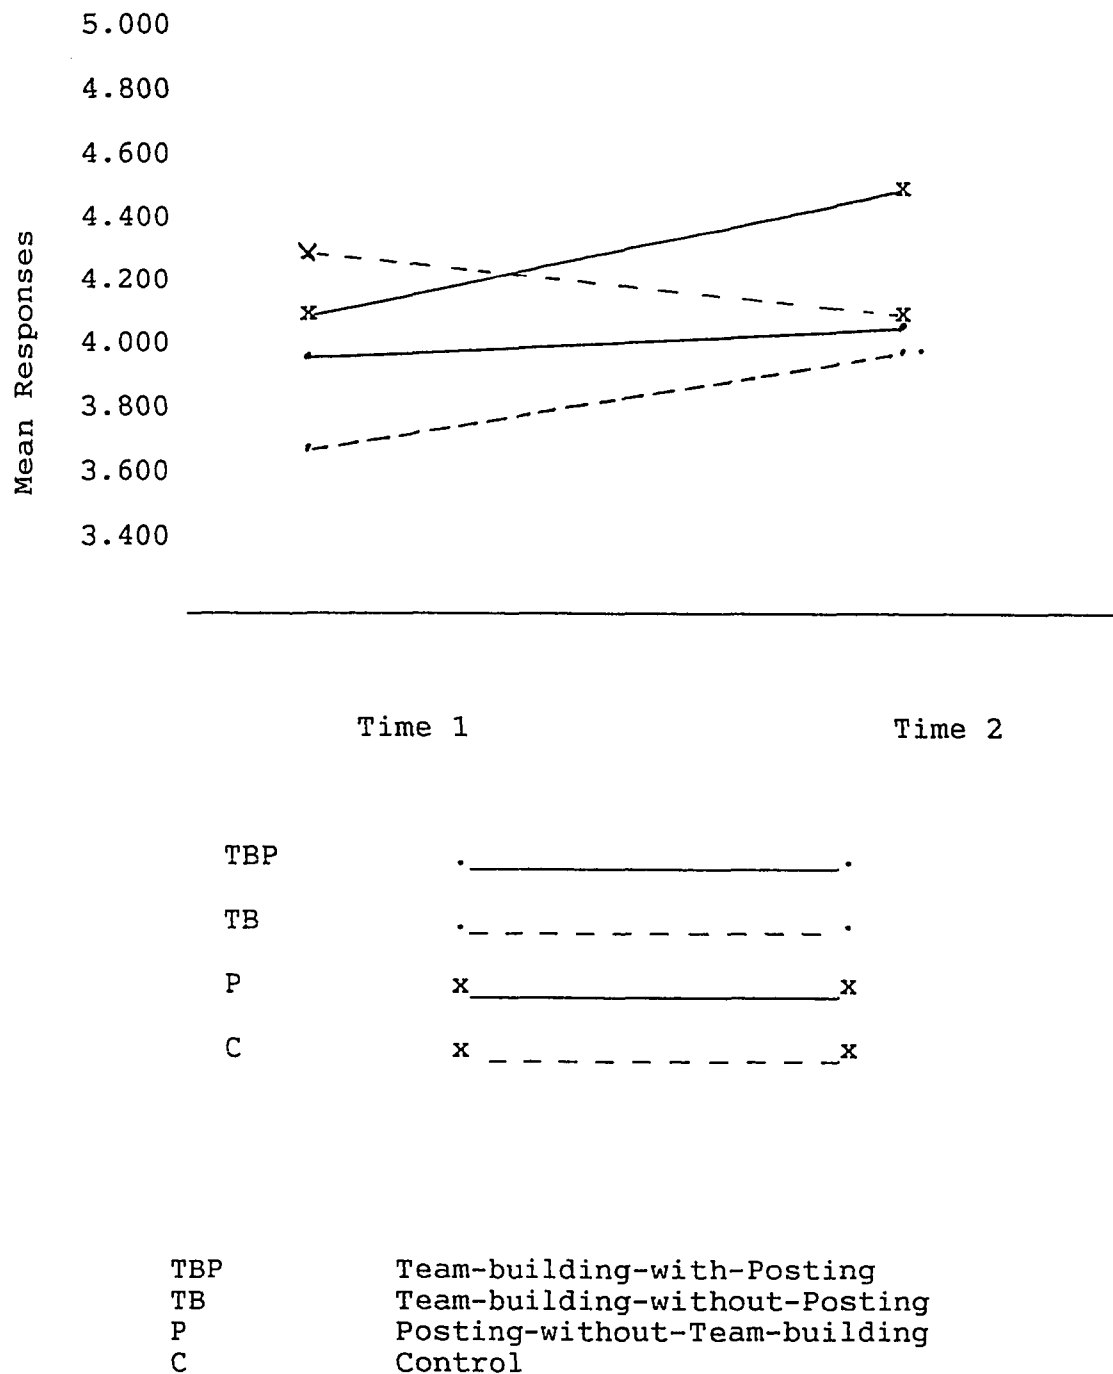 5.000
4.800
4.600
4.400
4.200
4.000
3.800
3.600
3.400
Mean Responses
Time 1 Time 2
TBP
TB
P x x
C x x
TBP Team-building-with-Posting
TB Team-building-without-Posting
P Posting-without-Team-building
C Control